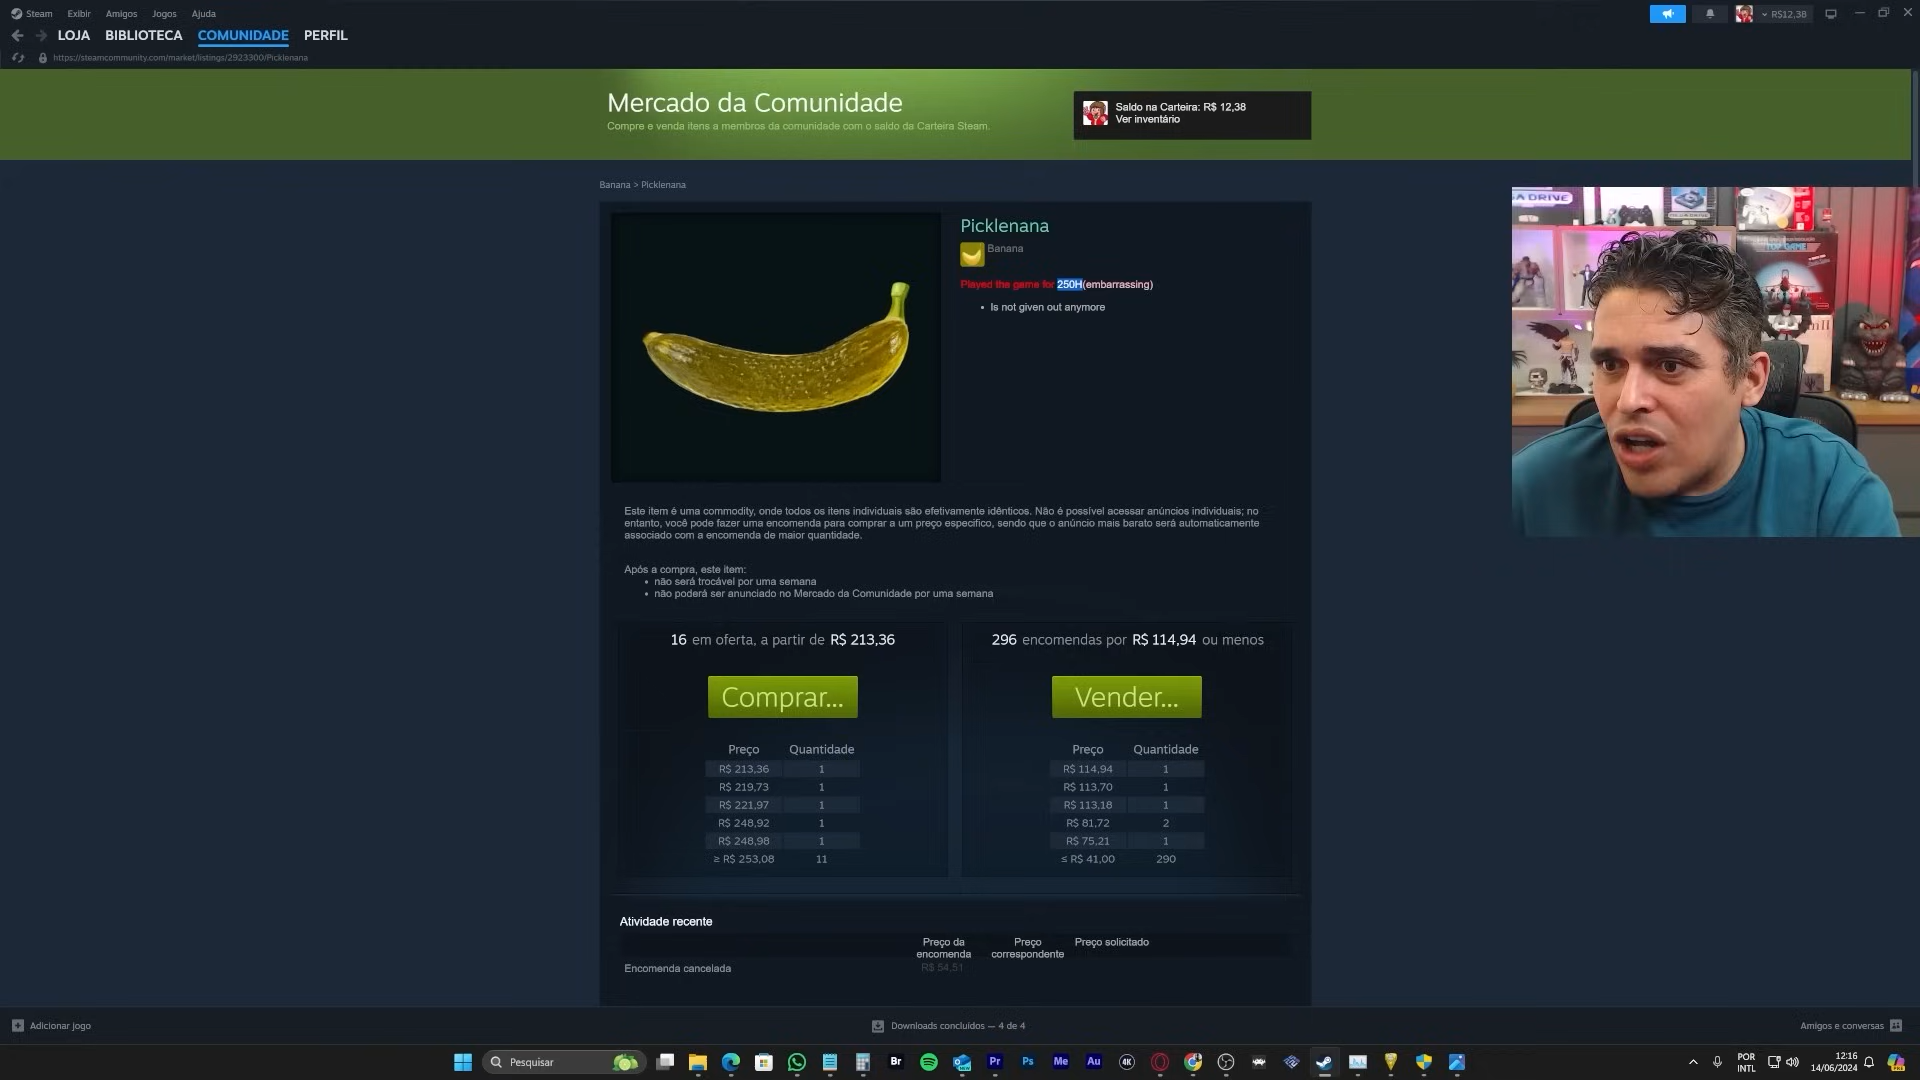 Steam Exibir Amigos Jogos Ajuda
R$12,38
LOJA BIBLIOTECA COMUNIDADE PERFIL
https://steamcommunity.com/market/listings/2923300/Picklenana
Mercado da Comunidade
Compre e venda itens a membros da comunidade com o saldo da Carteira Steam.
Saldo na Carteira: R$ 12,38
Ver inventário
Banana > Picklenana
Picklenana
Banana
Played the game for 250H(embarrassing)
• Is not given out anymore
Este item é uma commodity, onde todos os itens individuais são efetivamente idênticos. Não é possível acessar anúncios individuais; no
entanto, você pode fazer uma encomenda para comprar a um preço específico, sendo que o anúncio mais barato será automaticamente
associado com a encomenda de maior quantidade.
Após a compra, este item:
• não será trocável por uma semana
• não poderá ser anunciado no Mercado da Comunidade por uma semana
16 em oferta, a partir de R$ 213,36
Comprar...
Preço Quantidade
R$ 213,36 1
R$ 219,73 1
R$ 221,97 1
R$ 248,92 1
R$ 248,98 1
≥ R$ 253,08 11
296 encomendas por R$ 114,94 ou menos
Vender...
Preço Quantidade
R$ 114,94 1
R$ 113,70 1
R$ 113,18 1
R$ 81,72 2
R$ 75,21 1
≤ R$ 41,00 290
Atividade recente
Preço da
encomenda
Preço
correspondente
Preço solicitado
Encomenda cancelada R$ 54,51
A DRIVE
TOP GAME
Adicionar jogo
Downloads concluídos — 4 de 4
Amigos e conversas
Pesquisar
Br Pr Ps Me Au 4K
POR
INTL
12:16
14/06/2024